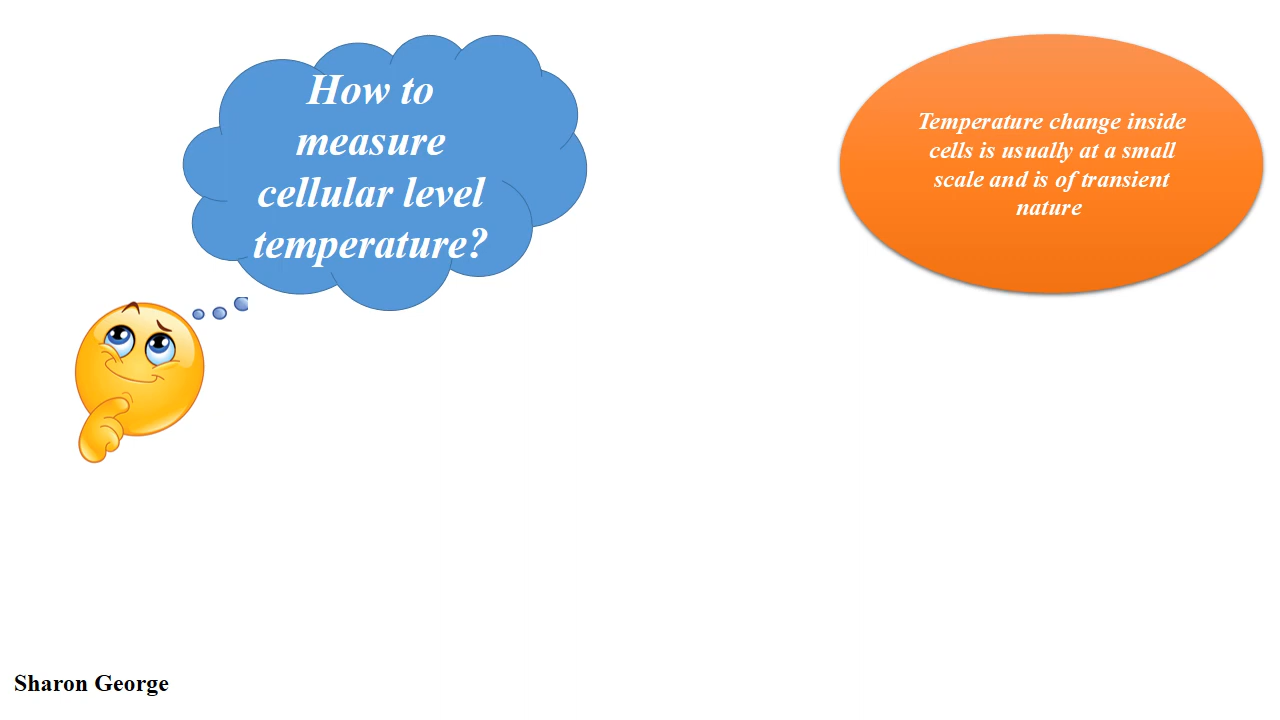 How to
measure
cellular level
temperature?
Temperature change inside
cells is usually at a small
scale and is of transient
nature
Sharon George